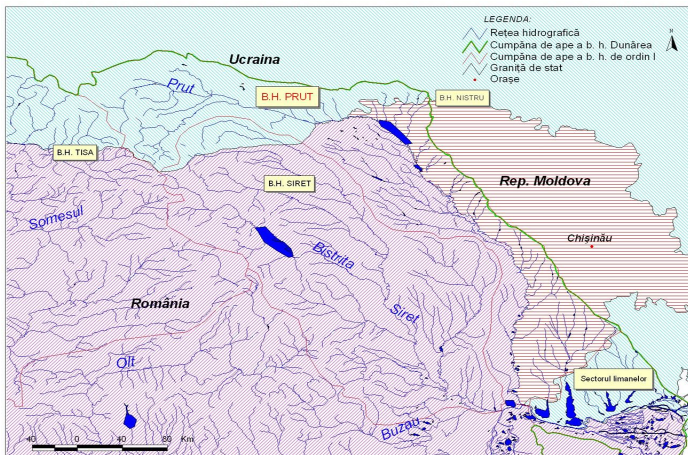 LEGENDA:
Rețea hidrografică
Cumpăna de ape a b. h. Dunărea
Cumpăna de ape a b. h. de ordin I
Graniță de stat
Orașe
N
Ucraina
Prut
B.H. PRUT
B.H. NISTRU
B.H. TISA
B.H. SIRET
Rep. Moldova
Somesul
Chișinău
Bistrita
România
Siret
Olt
Sectorul limanelor
Buzau
40 0 40 80 Km